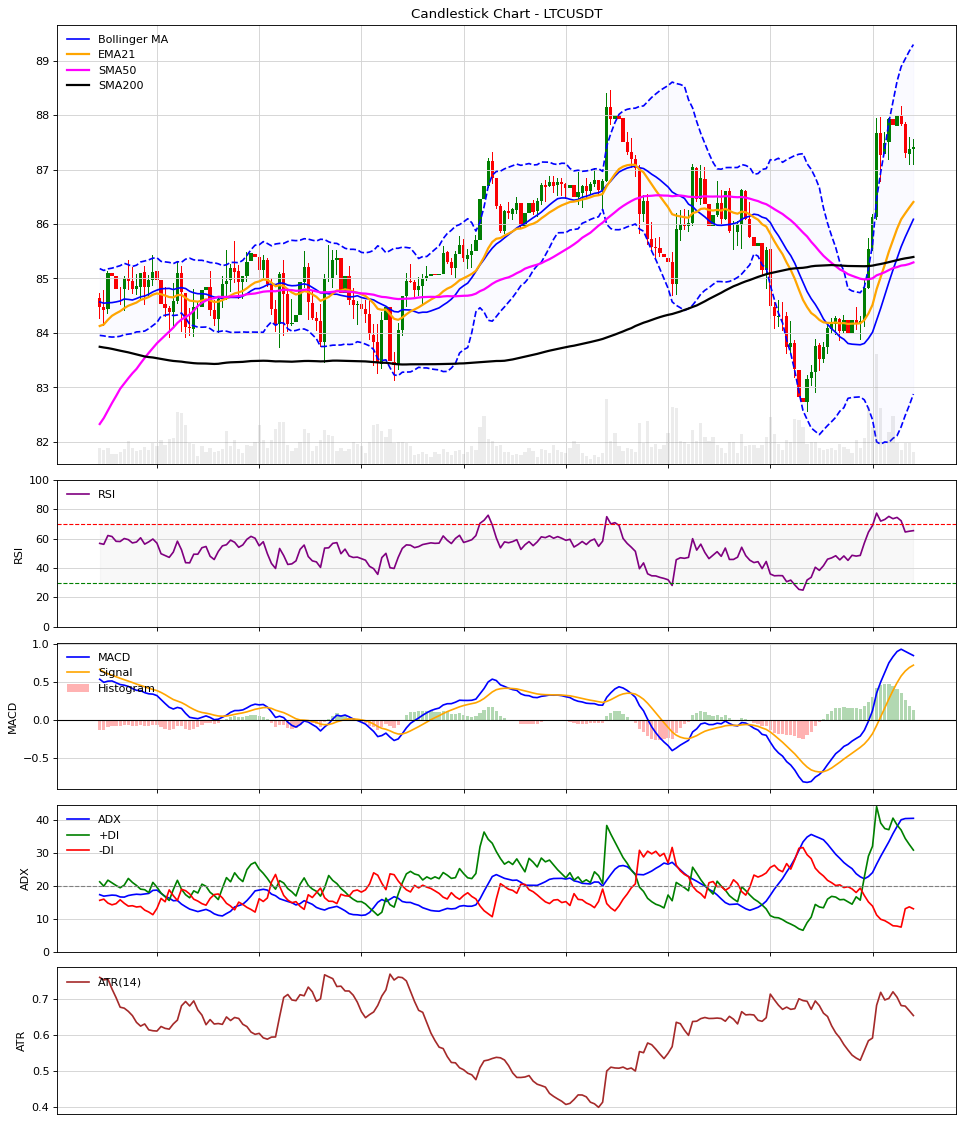 Candlestick Chart - LTCUSDT
Bollinger MA
EMA21
SMA50
SMA200
89
88
87
86
85
84
83
82
RSI
RSI
100
80
60
40
20
0
MACD
Signal
Histogram
MACD
1.0
0.5
0.0
−0.5
ADX
+DI
-DI
ADX
40
30
20
10
0
ATR(14)
ATR
0.7
0.6
0.5
0.4